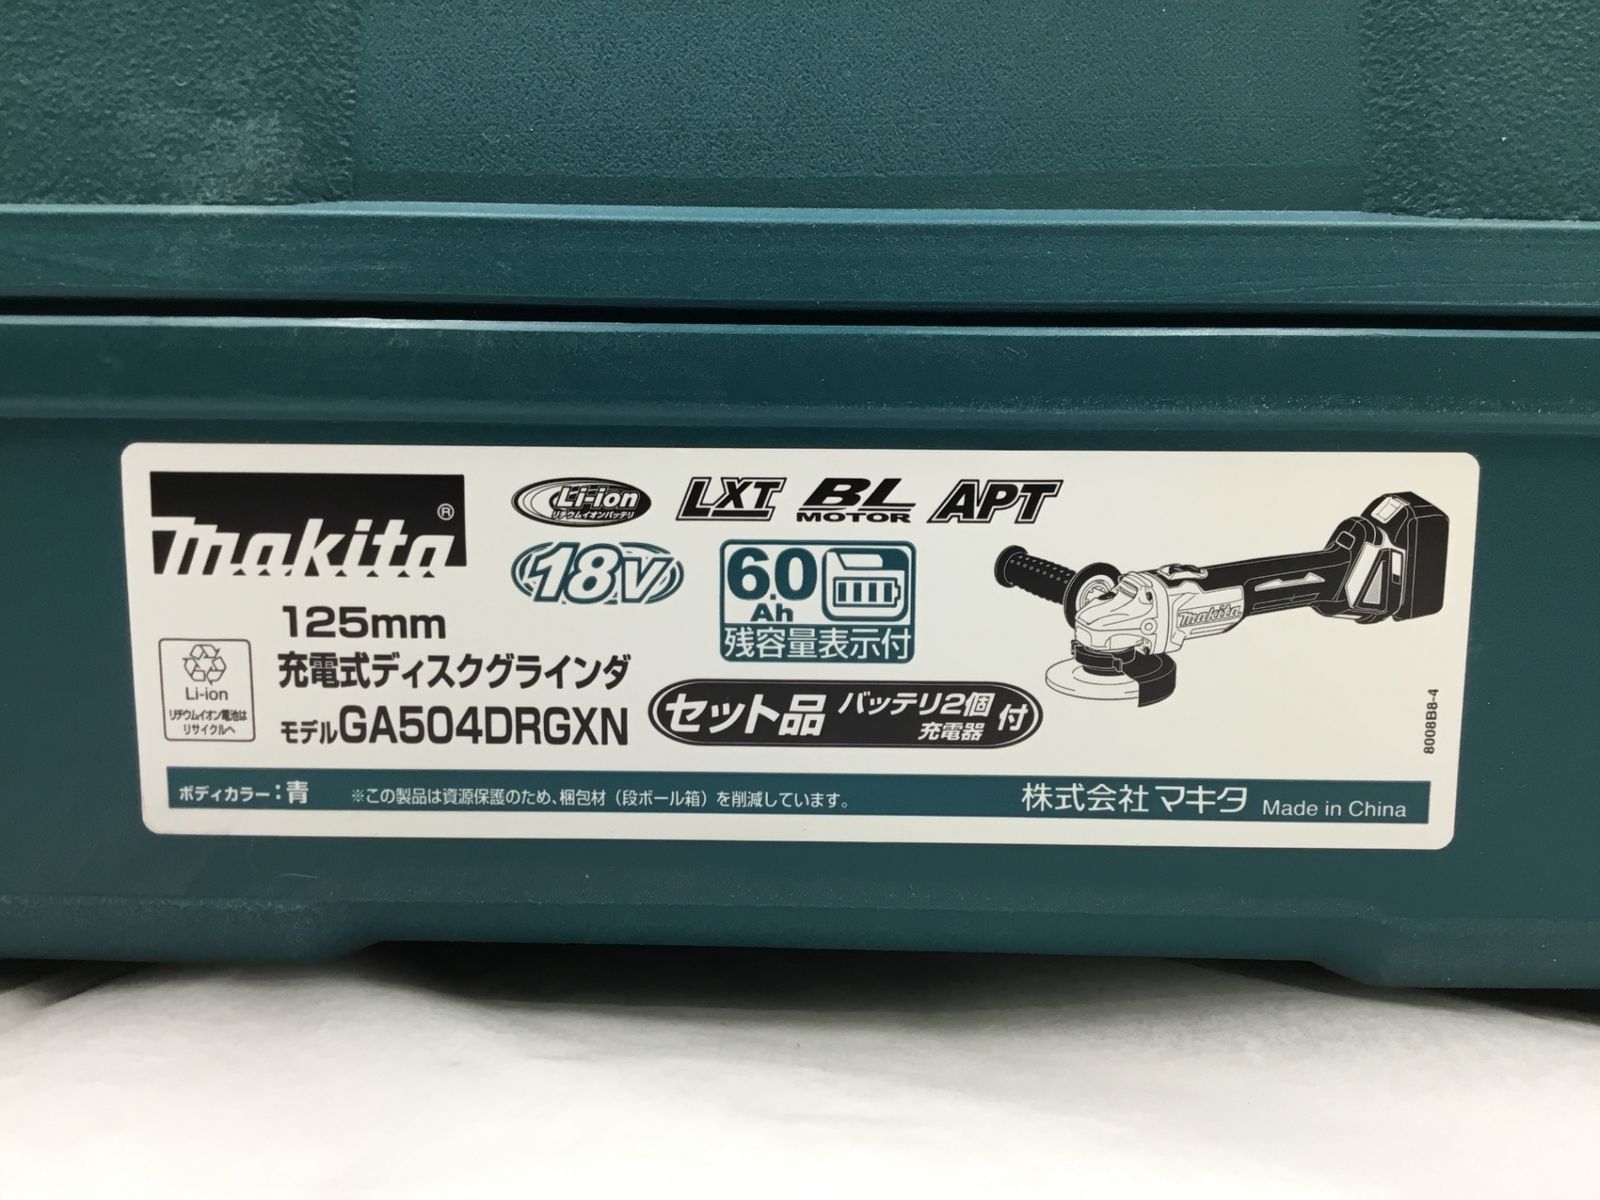 makita®
Li-ion
リチウムイオンバッテリ
LXT
BL MOTOR
APT
18V
6.0 Ah
残容量表示付
125mm
充電式ディスクグラインダ
モデルGA504DRGXN
Li-ion
リチウムイオン電池は
リサイクルへ
セット品 バッテリ2個 充電器 付
makita
8008B8-4
ボディカラー：青
※この製品は資源保護のため、梱包材（段ボール箱）を削減しています。
株式会社マキタ Made in China